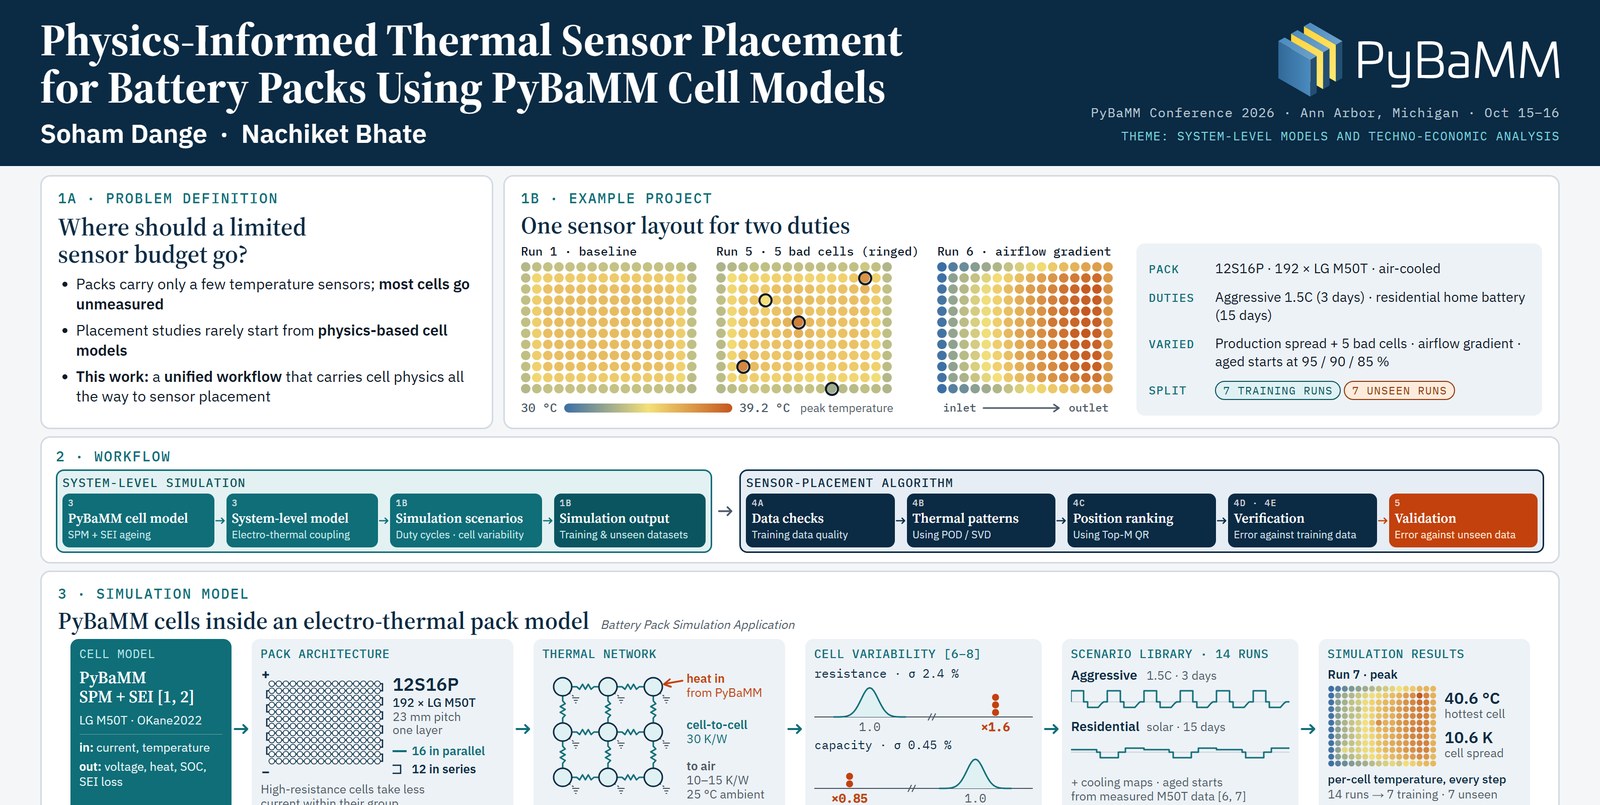 Physics-Informed Thermal Sensor Placement
for Battery Packs Using PyBaMM Cell Models
Soham Dange · Nachiket Bhate
PyBaMM
PyBaMM Conference 2026 · Ann Arbor, Michigan · Oct 15–16
THEME: SYSTEM-LEVEL MODELS AND TECHNO-ECONOMIC ANALYSIS
1A · PROBLEM DEFINITION
Where should a limited
sensor budget go?
• Packs carry only a few temperature sensors; most cells go
unmeasured
• Placement studies rarely start from physics-based cell
models
• This work: a unified workflow that carries cell physics all
the way to sensor placement
1B · EXAMPLE PROJECT
One sensor layout for two duties
Run 1 · baseline
Run 5 · 5 bad cells (ringed)
Run 6 · airflow gradient
30 °C
39.2 °C peak temperature
inlet
outlet
PACK 12S16P · 192 × LG M50T · air-cooled
DUTIES Aggressive 1.5C (3 days) · residential home battery
(15 days)
VARIED Production spread + 5 bad cells · airflow gradient ·
aged starts at 95 / 90 / 85 %
SPLIT 7 TRAINING RUNS 7 UNSEEN RUNS
2 · WORKFLOW
SYSTEM-LEVEL SIMULATION
3
PyBaMM cell model
SPM + SEI ageing
→
3
System-level model
Electro-thermal coupling
→
1B
Simulation scenarios
Duty cycles · cell variability
→
1B
Simulation output
Training & unseen datasets
→
SENSOR-PLACEMENT ALGORITHM
4A
Data checks
Training data quality
→
4B
Thermal patterns
Using POD / SVD
→
4C
Position ranking
Using Top-M QR
→
4D · 4E
Verification
Error against training data
→
5
Validation
Error against unseen data
3 · SIMULATION MODEL
PyBaMM cells inside an electro-thermal pack model Battery Pack Simulation Application
CELL MODEL
PyBaMM
SPM + SEI [1, 2]
LG M50T · OKane2022
in: current, temperature
out: voltage, heat, SOC,
SEI loss
→
PACK ARCHITECTURE
+
−
12S16P
192 × LG M50T
23 mm pitch
one layer
16 in parallel
12 in series
High-resistance cells take less
current within their group
→
THERMAL NETWORK
heat in
from PyBaMM
cell-to-cell
30 K/W
to air
10–15 K/W
25 °C ambient
→
CELL VARIABILITY [6–8]
resistance · σ 2.4 %
1.0
//
×1.6
capacity · σ 0.45 %
×0.85
//
1.0
→
SCENARIO LIBRARY · 14 RUNS
Aggressive 1.5C · 3 days
Residential solar · 15 days
+ cooling maps · aged starts
from measured M50T data [6, 7]
→
SIMULATION RESULTS
Run 7 · peak
40.6 °C
hottest cell
10.6 K
cell spread
per-cell temperature, every step
14 runs → 7 training · 7 unseen